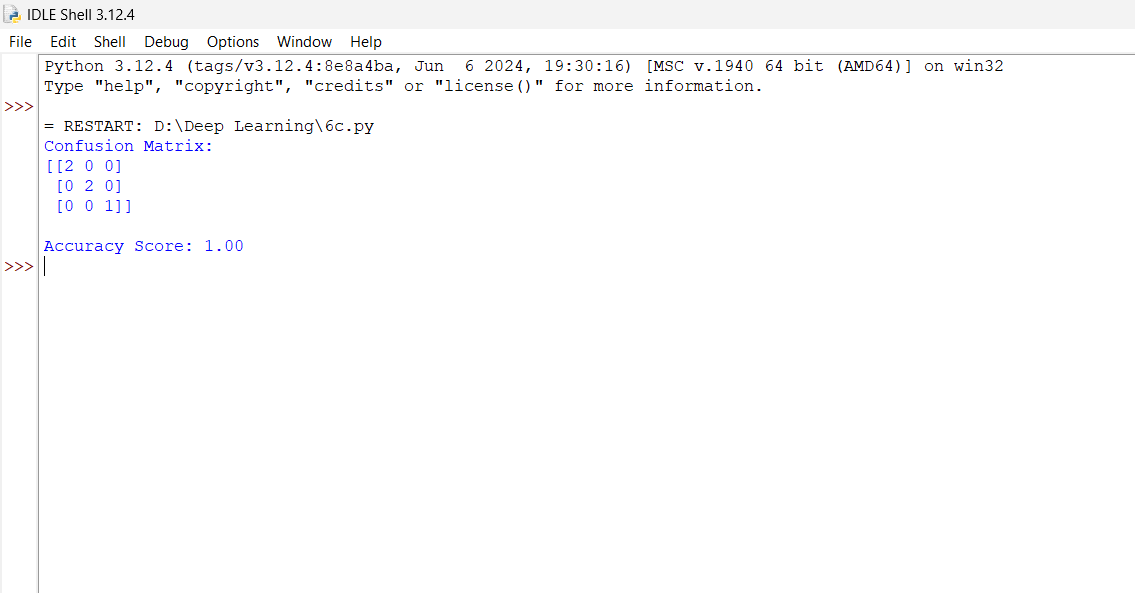 IDLE Shell 3.12.4
File Edit Shell Debug Options Window Help
Python 3.12.4 (tags/v3.12.4:8e8a4ba, Jun  6 2024, 19:30:16) [MSC v.1940 64 bit (AMD64)] on win32
Type "help", "copyright", "credits" or "license()" for more information.
>>>
= RESTART: D:\Deep Learning\6c.py
Confusion Matrix:
[[2 0 0]
 [0 2 0]
 [0 0 1]]
Accuracy Score: 1.00
>>>